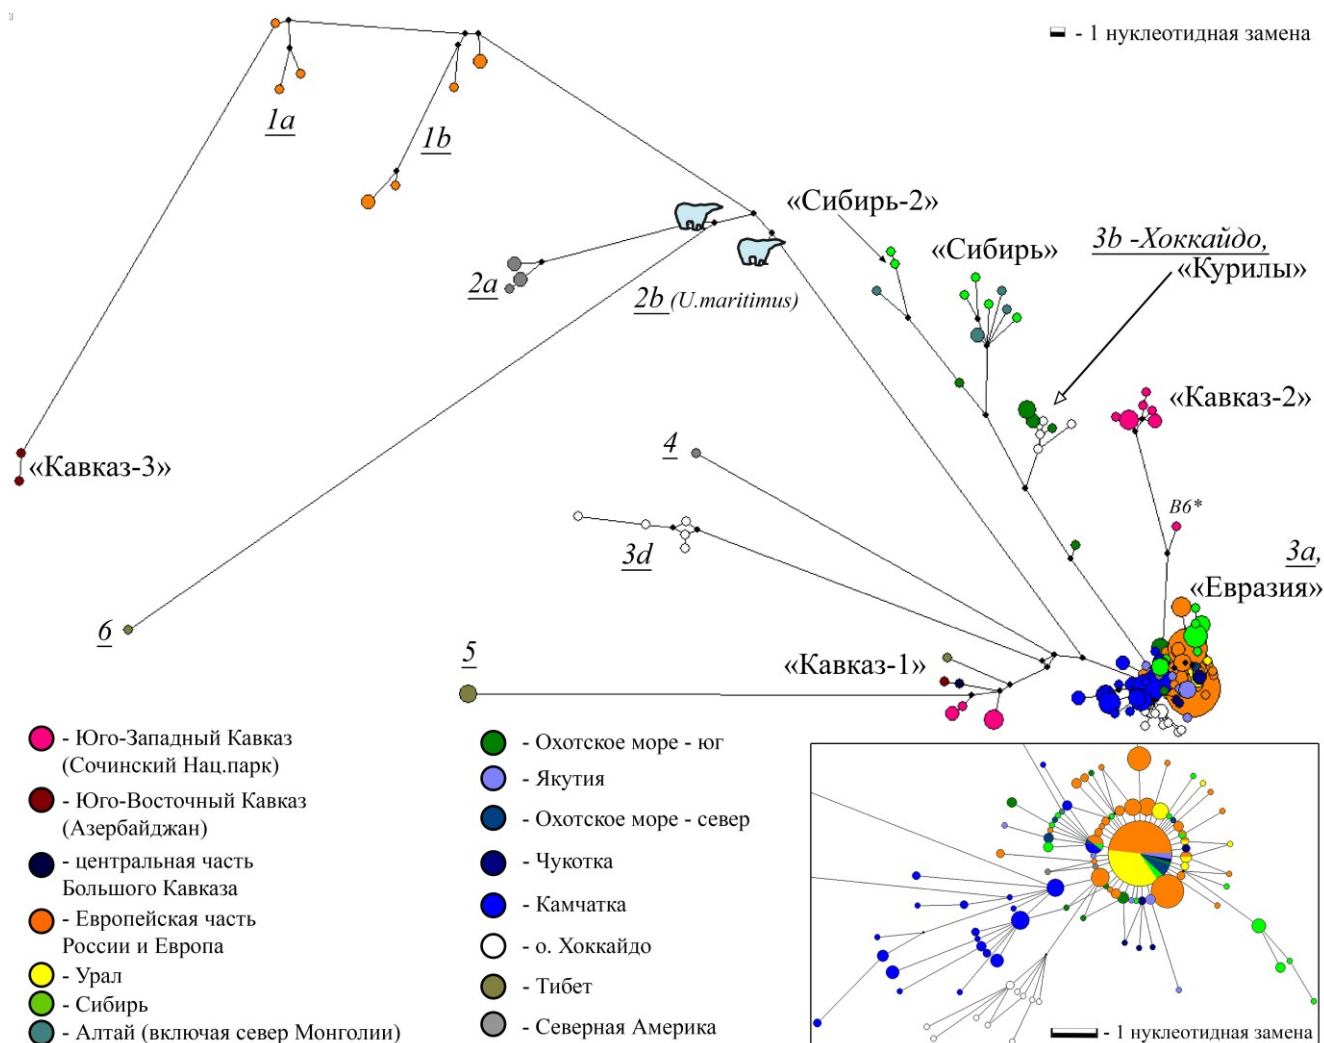 - 1 нуклеотидная замена
1a
1b
«Сибирь-2»
«Сибирь»
3b -Хоккайдо,
«Курилы»
2a
2b (U.maritimus)
«Кавказ-2»
«Кавказ-3»
4
B6*
3d
3a,
«Евразия»
6
5
«Кавказ-1»
- Юго-Западный Кавказ
(Сочинский Нац.парк)
- Юго-Восточный Кавказ
(Азербайджан)
- центральная часть
Большого Кавказа
- Европейская часть
России и Европа
- Урал
- Сибирь
- Алтай (включая север Монголии)
- Охотское море - юг
- Якутия
- Охотское море - север
- Чукотка
- Камчатка
- о. Хоккайдо
- Тибет
- Северная Америка
- 1 нуклеотидная замена